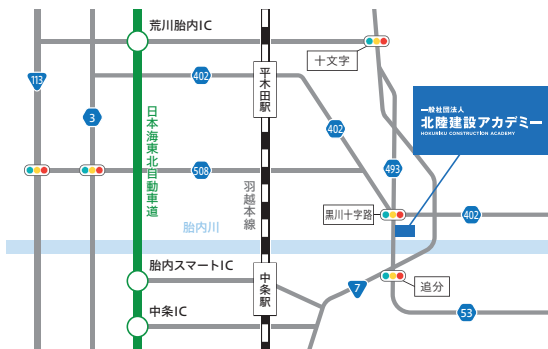 荒川胎内IC
十文字
113
402
平木田駅
一般社団法人
北陸建設アカデミー
HOKURIKU CONSTRUCTION ACADEMY
3
日本海東北自動車道
402
508
493
羽越本線
黒川十字路
402
胎内川
胎内スマートIC
中条駅
7
追分
中条IC
53